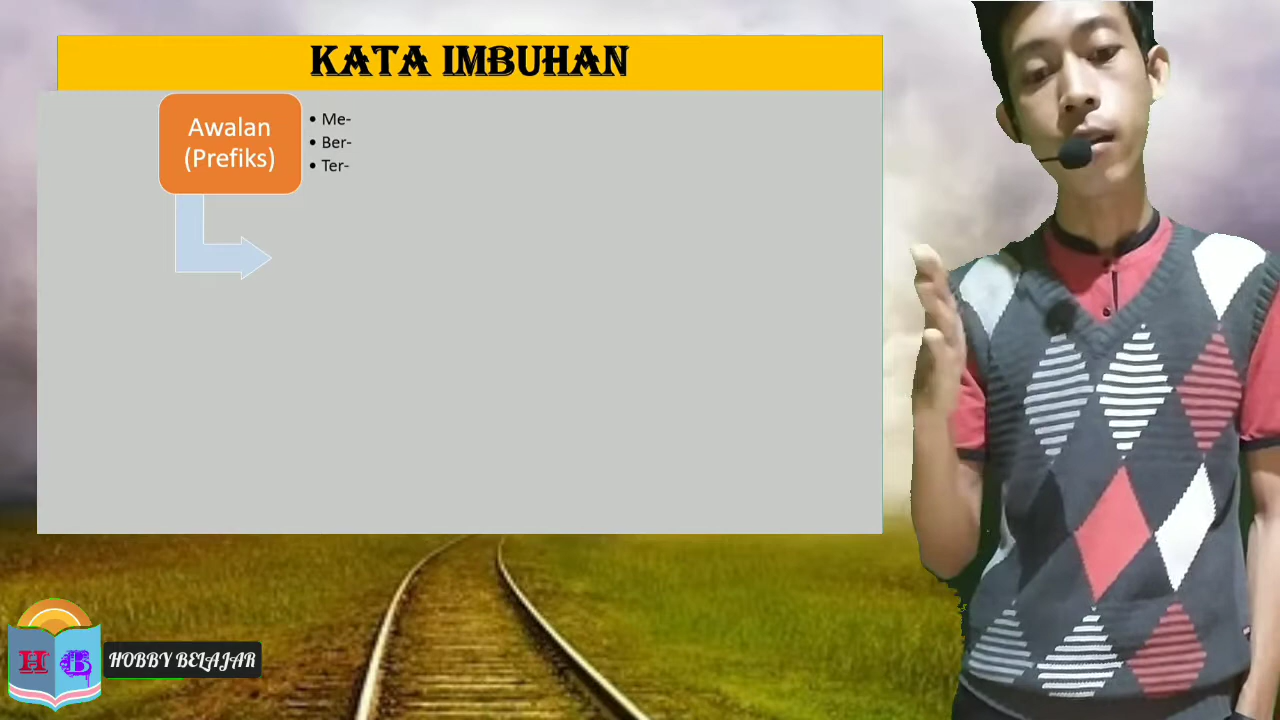 KATA IMBUHAN
Awalan
(Prefiks)
• Me-
• Ber-
• Ter-
H B
HOBBY BELAJAR